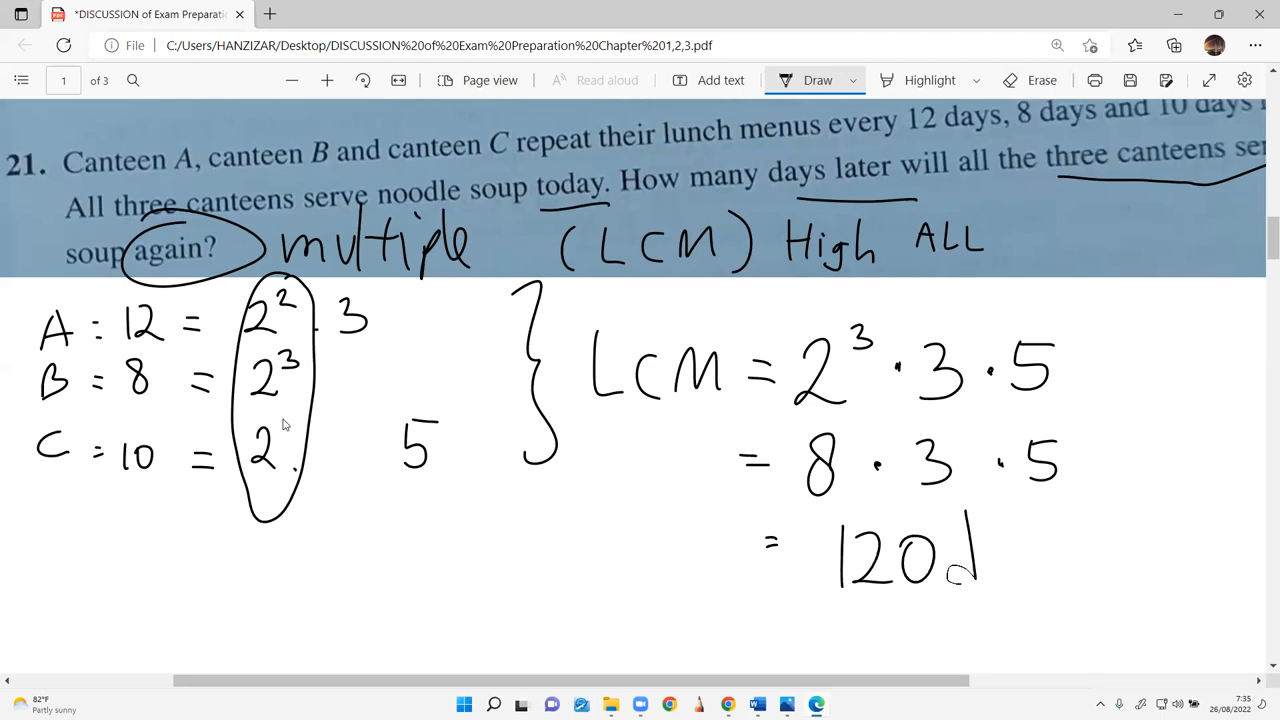 *DISCUSSION of Exam Preparatio
File C:/Users/HANZIZAR/Desktop/DISCUSSION%20of%20Exam%20Preparation%20Chapter%201,2,3.pdf
1 of 3 Page view Read aloud Add text Draw Highlight Erase
21. Canteen A, canteen B and canteen C repeat their lunch menus every 12 days, 8 days and 10 days
All three canteens serve noodle soup today. How many days later will all the three canteens ser
soup again? multiple (LCM) High ALL
A : 12 = 2² . 3
B = 8 = 2³
C = 10 = 2 . 5
LCM = 2³ · 3 · 5
= 8 · 3 · 5
= 120d
82°F
Partly sunny
7:35
26/08/2022